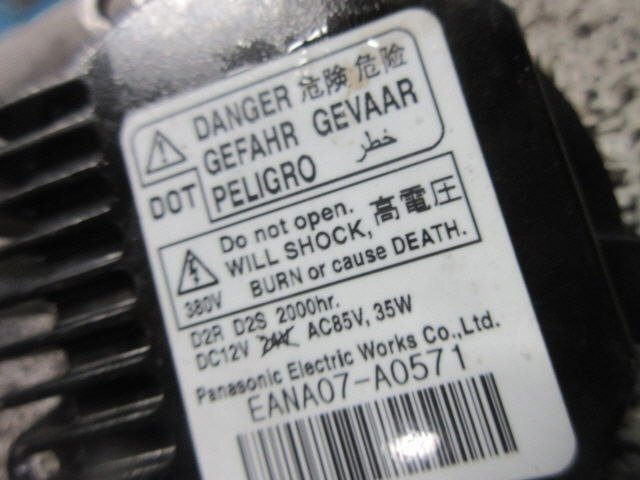 DANGER 危険 危险
GEFAHR GEVAAR
PELIGRO خطر
DOT
Do not open.
WILL SHOCK, 高電圧
BURN or cause DEATH.
380V
D2R D2S 2000hr.
DC12V 24V AC85V, 35W
Panasonic Electric Works Co., Ltd.
EANA07-A0571